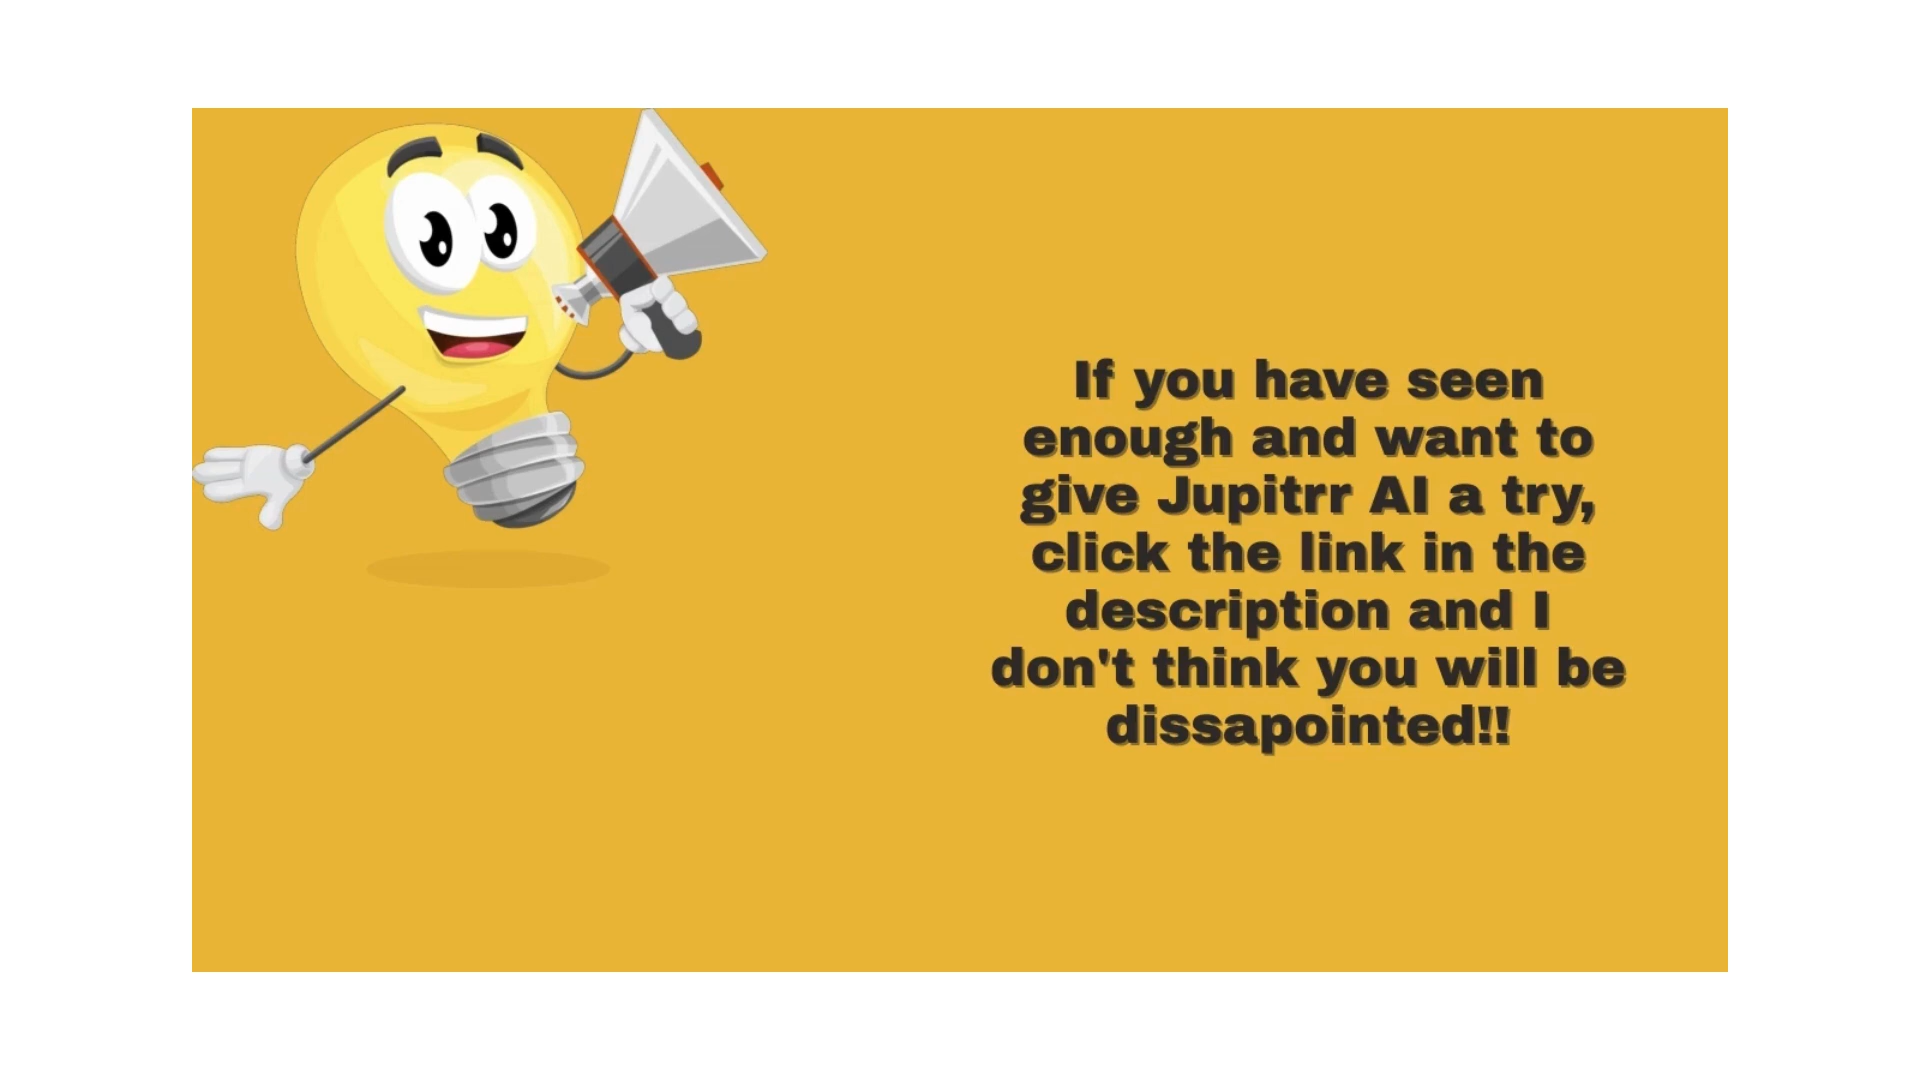 If you have seen
enough and want to
give Jupitrr AI a try,
click the link in the
description and I
don't think you will be
dissapointed!!